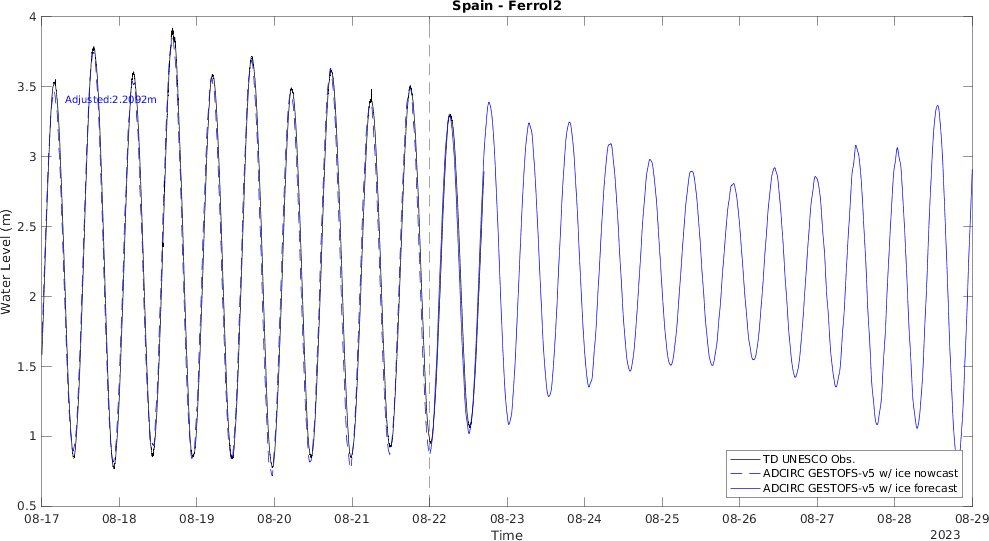 Spain - Ferrol2
4
3.5
3
2.5
2
1.5
1
0.5
Water Level (m)
Adjusted:2.2092m
TD UNESCO Obs.
ADCIRC GESTOFS-v5 w/ ice nowcast
ADCIRC GESTOFS-v5 w/ ice forecast
08-17 08-18 08-19 08-20 08-21 08-22 08-23 08-24 08-25 08-26 08-27 08-28 08-29
Time
2023